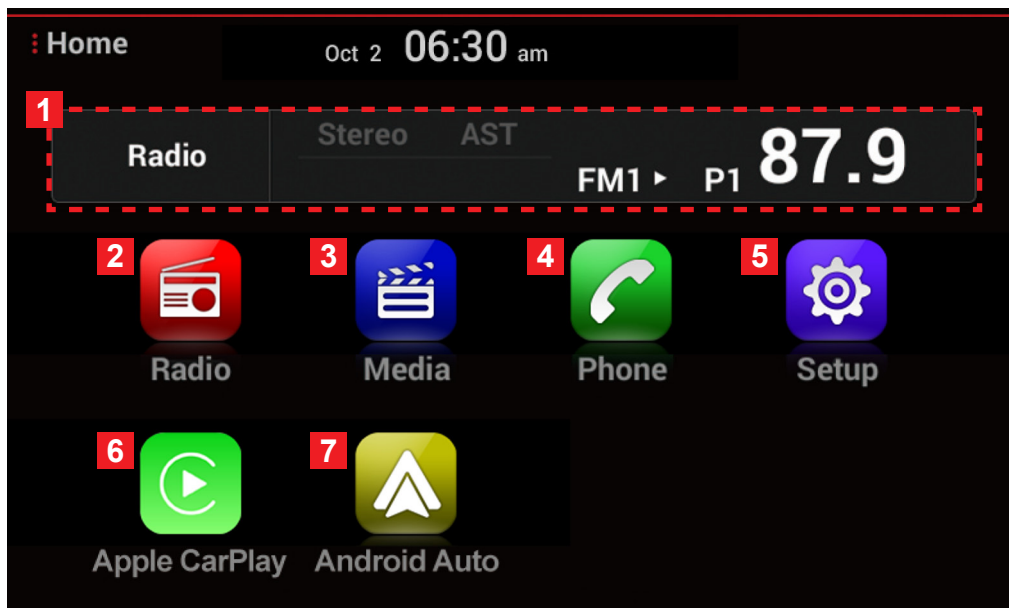 Home
Oct 2 06:30 am
1
Radio
Stereo AST
FM1 P1 87.9
2 3 4 5
Radio Media Phone Setup
6 7
Apple CarPlay Android Auto